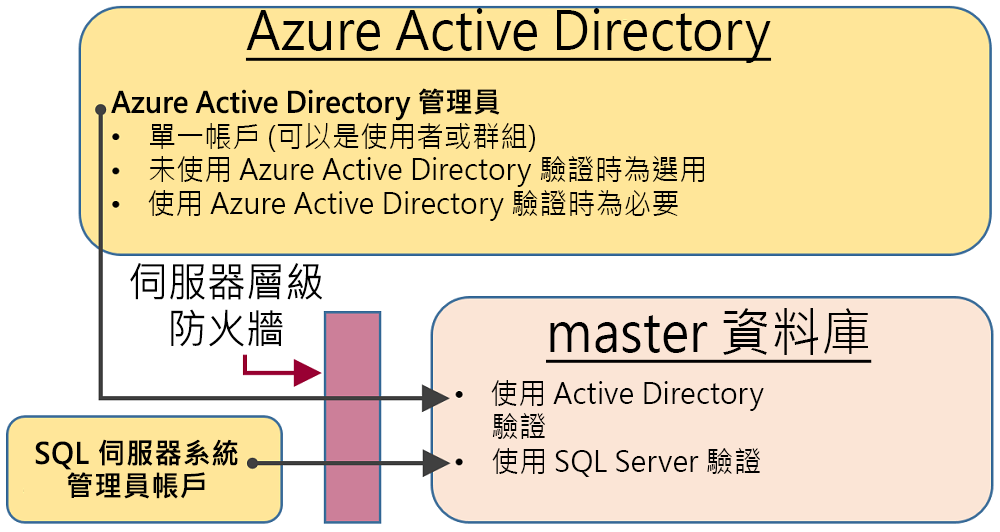 Azure Active Directory
Azure Active Directory 管理員
• 單一帳戶 (可以是使用者或群組)
• 未使用 Azure Active Directory 驗證時為選用
• 使用 Azure Active Directory 驗證時為必要
伺服器層級
防火牆
master 資料庫
• 使用 Active Directory
驗證
• 使用 SQL Server 驗證
SQL 伺服器系統
管理員帳戶